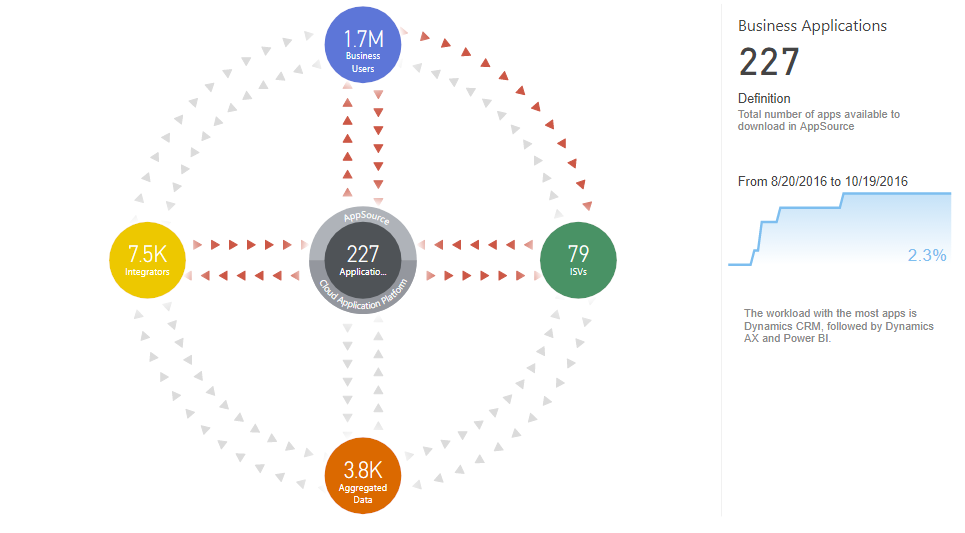 1.7M
Business
Users
AppSource
227
Applicatio...
Cloud Application Platform
7.5K
Integrators
79
ISVs
3.8K
Aggregated
Data
Business Applications
227
Definition
Total number of apps available to
download in AppSource
From 8/20/2016 to 10/19/2016
2.3%
The workload with the most apps is
Dynamics CRM, followed by Dynamics
AX and Power BI.